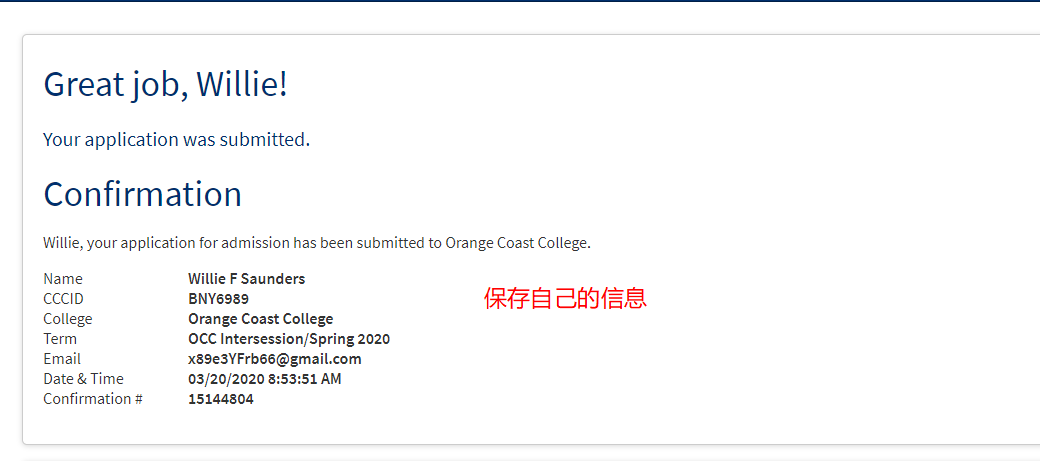 Great job, Willie!
Your application was submitted.
Confirmation
Willie, your application for admission has been submitted to Orange Coast College.
Name Willie F Saunders
CCCID BNY6989
保存自己的信息
College Orange Coast College
Term OCC Intersession/Spring 2020
Email x89e3YFrb66@gmail.com
Date & Time 03/20/2020 8:53:51 AM
Confirmation # 15144804